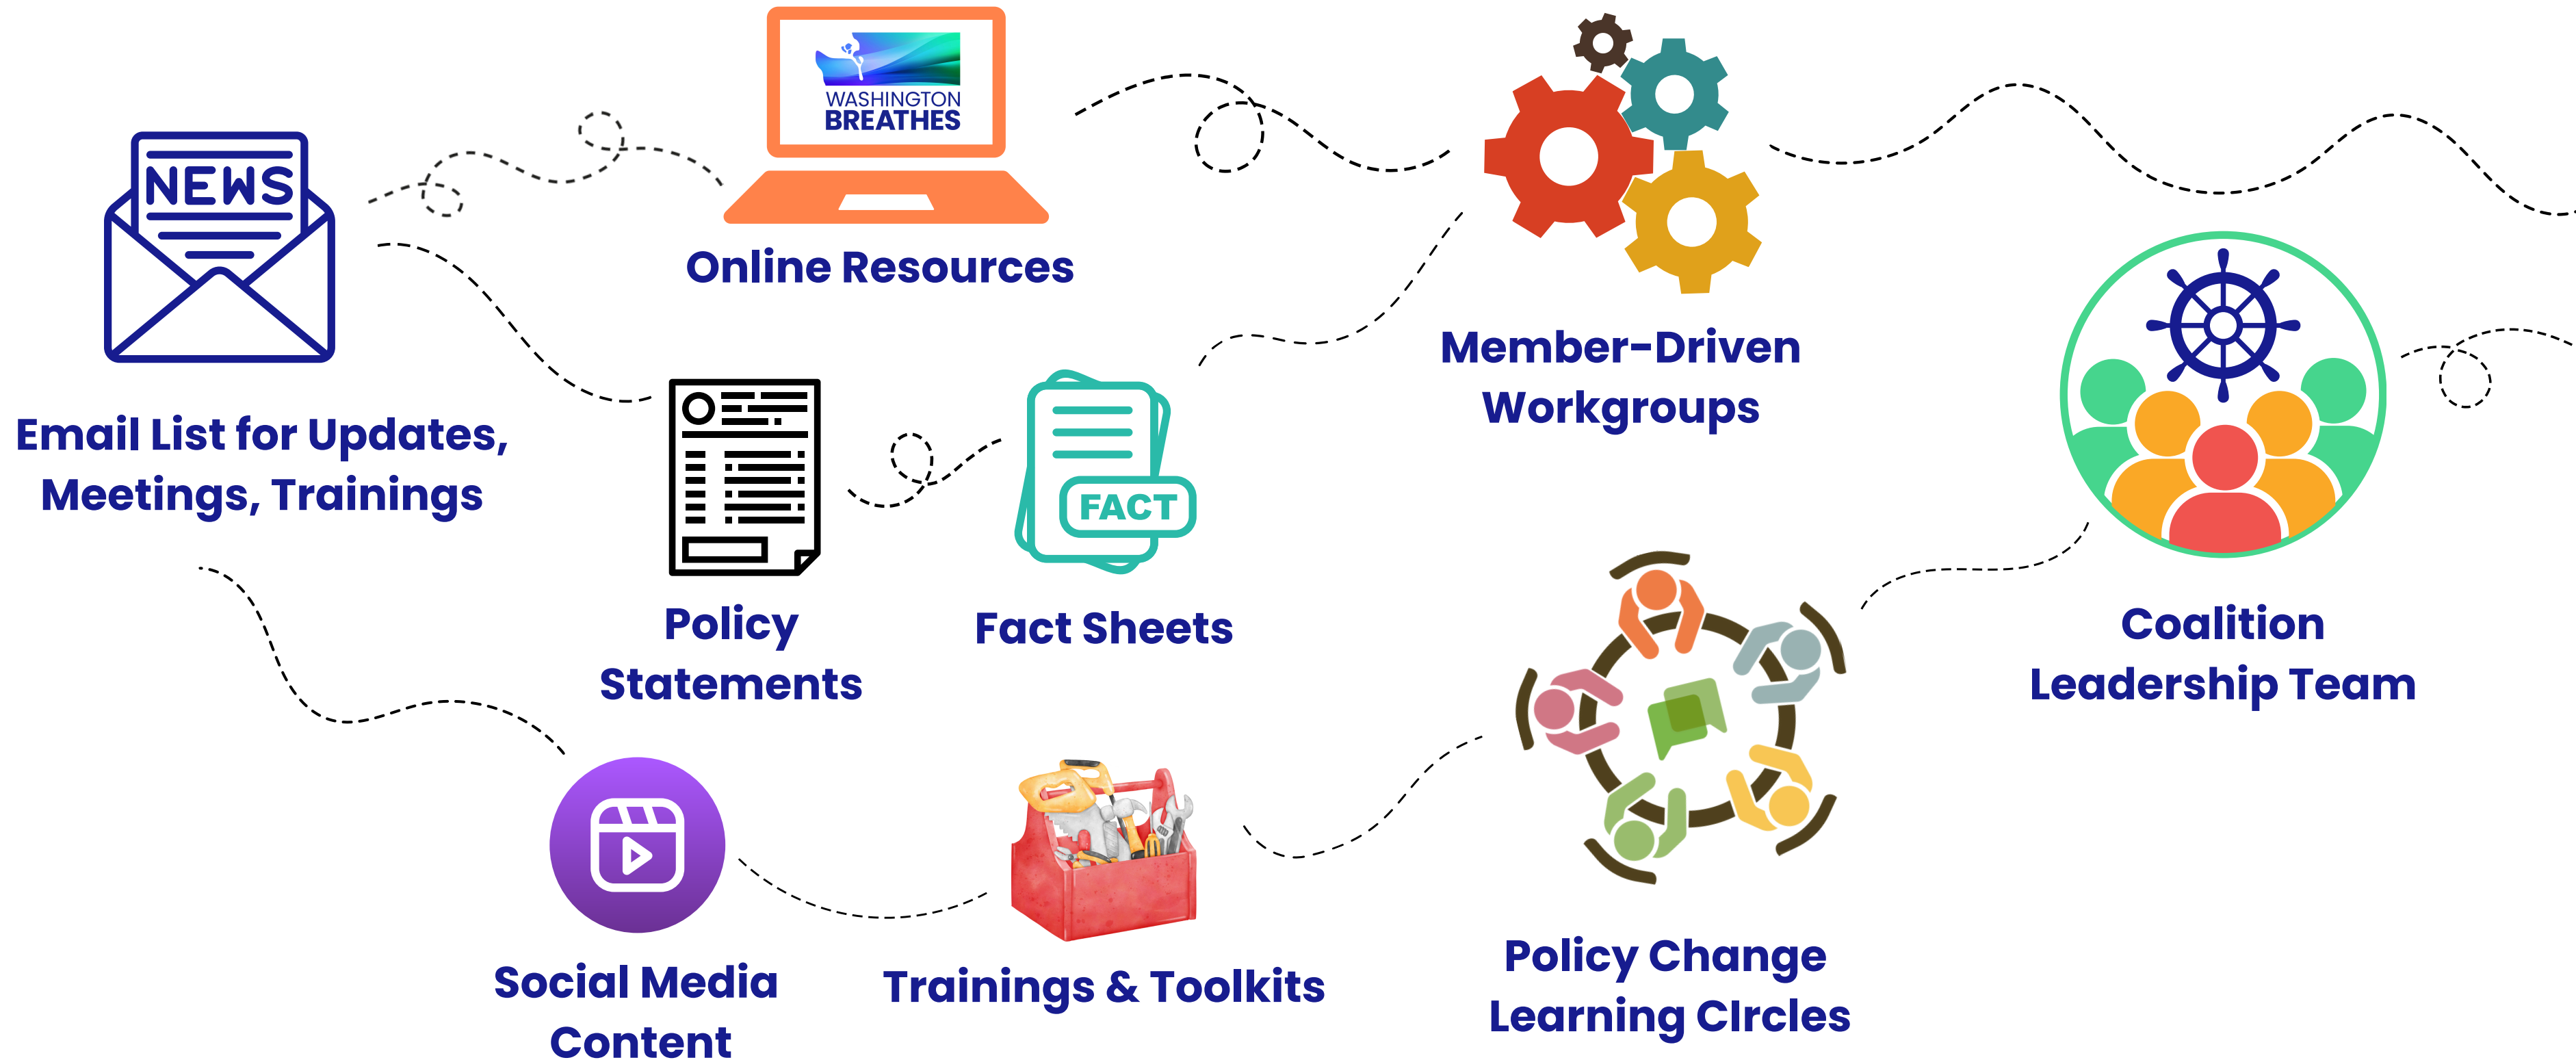 NEWS
Email List for Updates,
Meetings, Trainings
WASHINGTON
BREATHES
Online Resources
Policy
Statements
FACT
Fact Sheets
Social Media
Content
Trainings & Toolkits
Member-Driven
Workgroups
Policy Change
Learning CIrcles
Coalition
Leadership Team